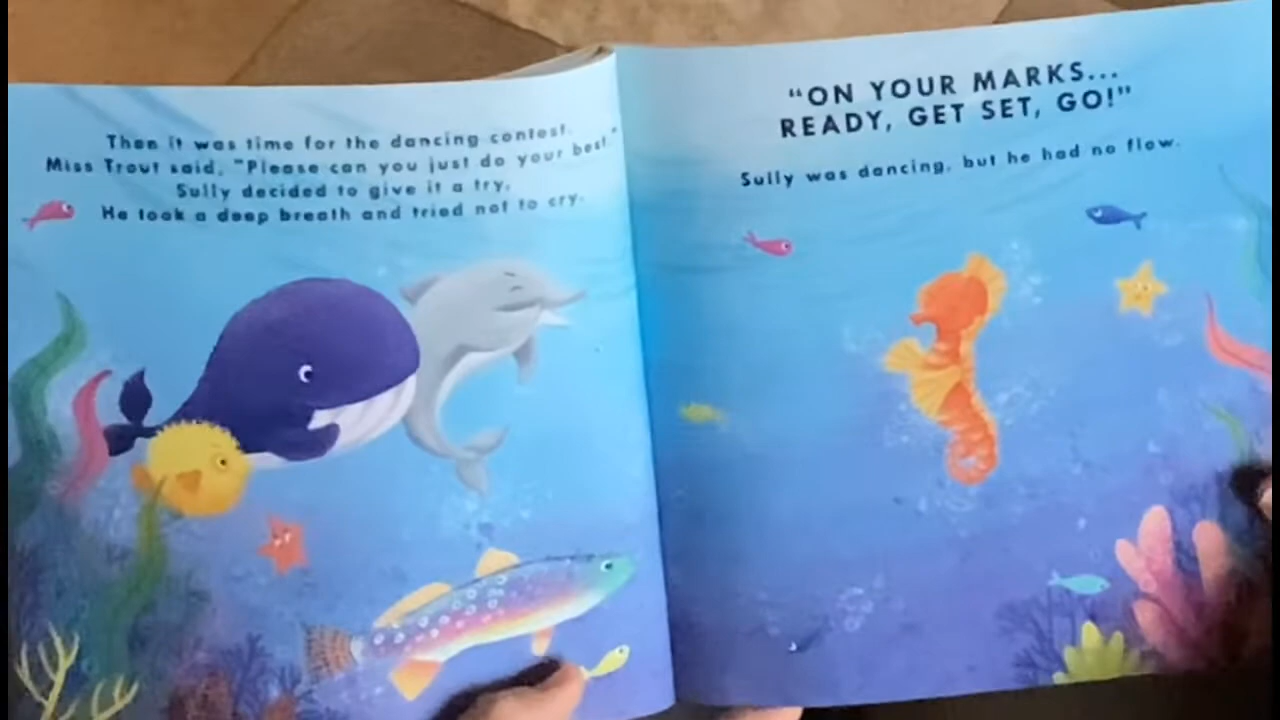 Then it was time for the dancing contest.
Miss Trout said, "Please can you just do your best."
Sully decided to give it a try.
He took a deep breath and tried not to cry.
"ON YOUR MARKS...
READY, GET SET, GO!"
Sully was dancing, but he had no flow.